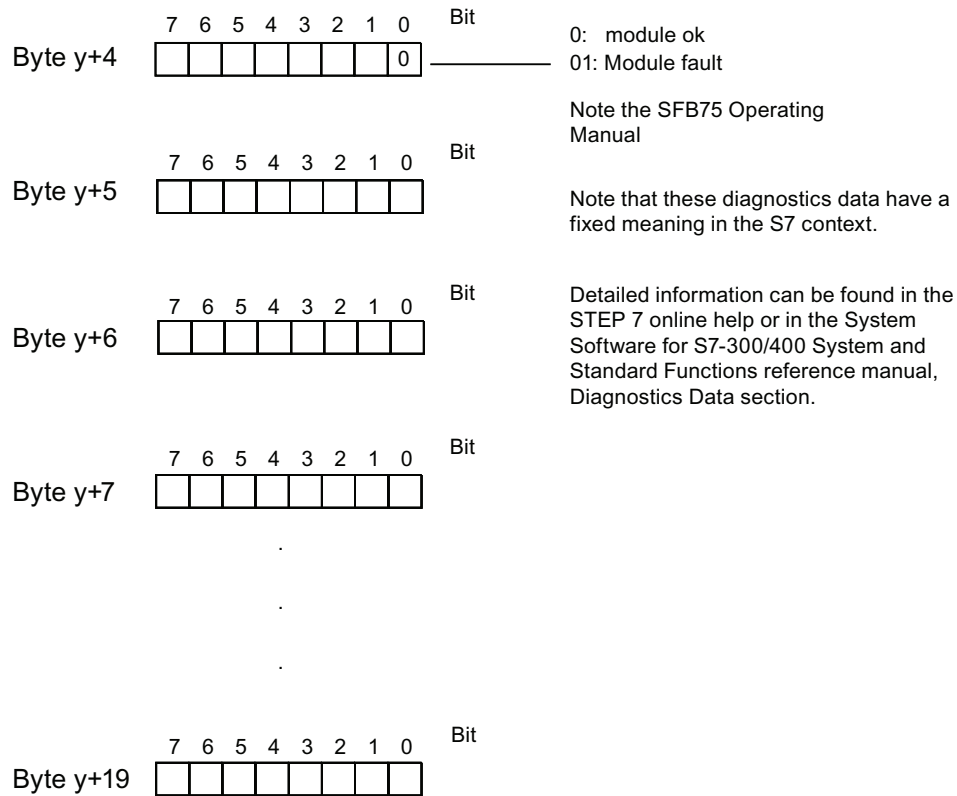 7 6 5 4 3 2 1 0 Bit
Byte y+4 0
0: module ok
01: Module fault
Note the SFB75 Operating
Manual
7 6 5 4 3 2 1 0 Bit
Byte y+5
Note that these diagnostics data have a
fixed meaning in the S7 context.
7 6 5 4 3 2 1 0 Bit
Byte y+6
Detailed information can be found in the
STEP 7 online help or in the System
Software for S7-300/400 System and
Standard Functions reference manual,
Diagnostics Data section.
7 6 5 4 3 2 1 0 Bit
Byte y+7
.
.
.
7 6 5 4 3 2 1 0 Bit
Byte y+19